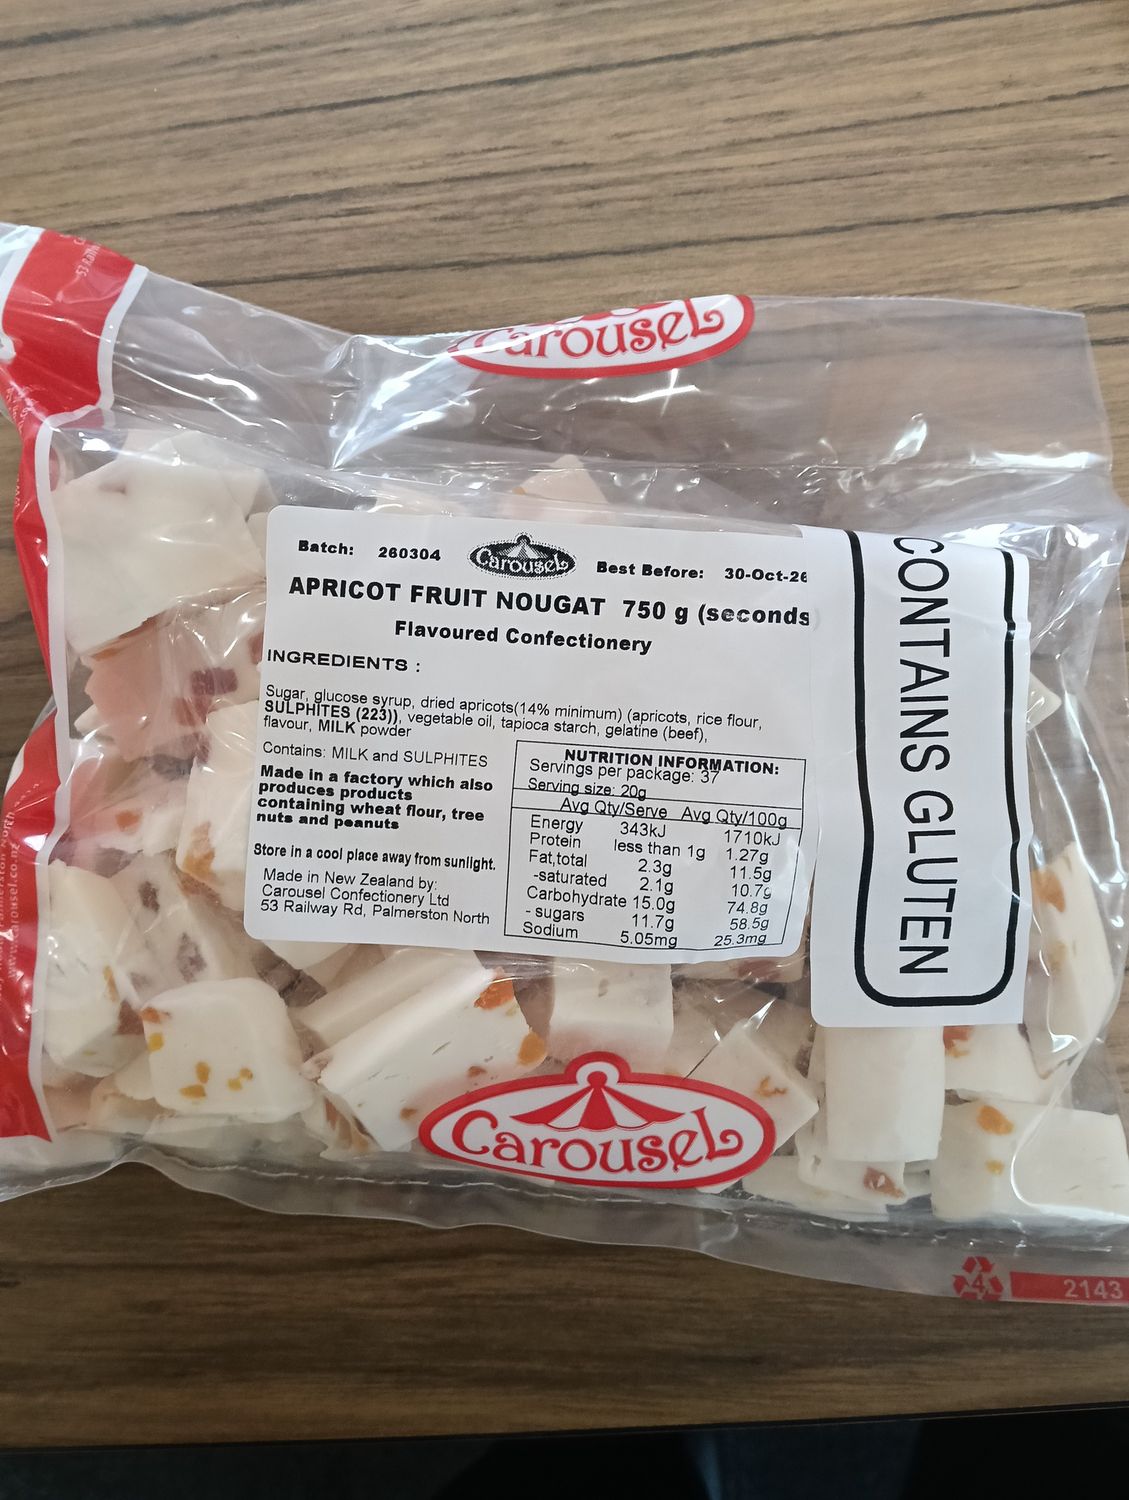 Carousel
Batch: 260304
Carousel
Best Before: 30-Oct-26
APRICOT FRUIT NOUGAT 750 g (seconds
Flavoured Confectionery
INGREDIENTS :
Sugar, glucose syrup, dried apricots(14% minimum) (apricots, rice flour,
SULPHITES (223)), vegetable oil, tapioca starch, gelatine (beef),
flavour, MILK powder
Contains: MILK and SULPHITES
Made in a factory which also
produces products
containing wheat flour, tree
nuts and peanuts
Store in a cool place away from sunlight.
Made in New Zealand by:
Carousel Confectionery Ltd
53 Railway Rd, Palmerston North
NUTRITION INFORMATION:
Servings per package: 37
Serving size: 20g
Avg Qty/Serve Avg Qty/100g
Energy 343kJ 1710kJ
Protein less than 1g 1.27g
Fat,total 2.3g 11.5g
-saturated 2.1g 10.7g
Carbohydrate 15.0g 74.8g
- sugars 11.7g 58.5g
Sodium 5.05mg 25.3mg
CONTAINS GLUTEN
Carousel
4
2143
www.carousel.co.nz